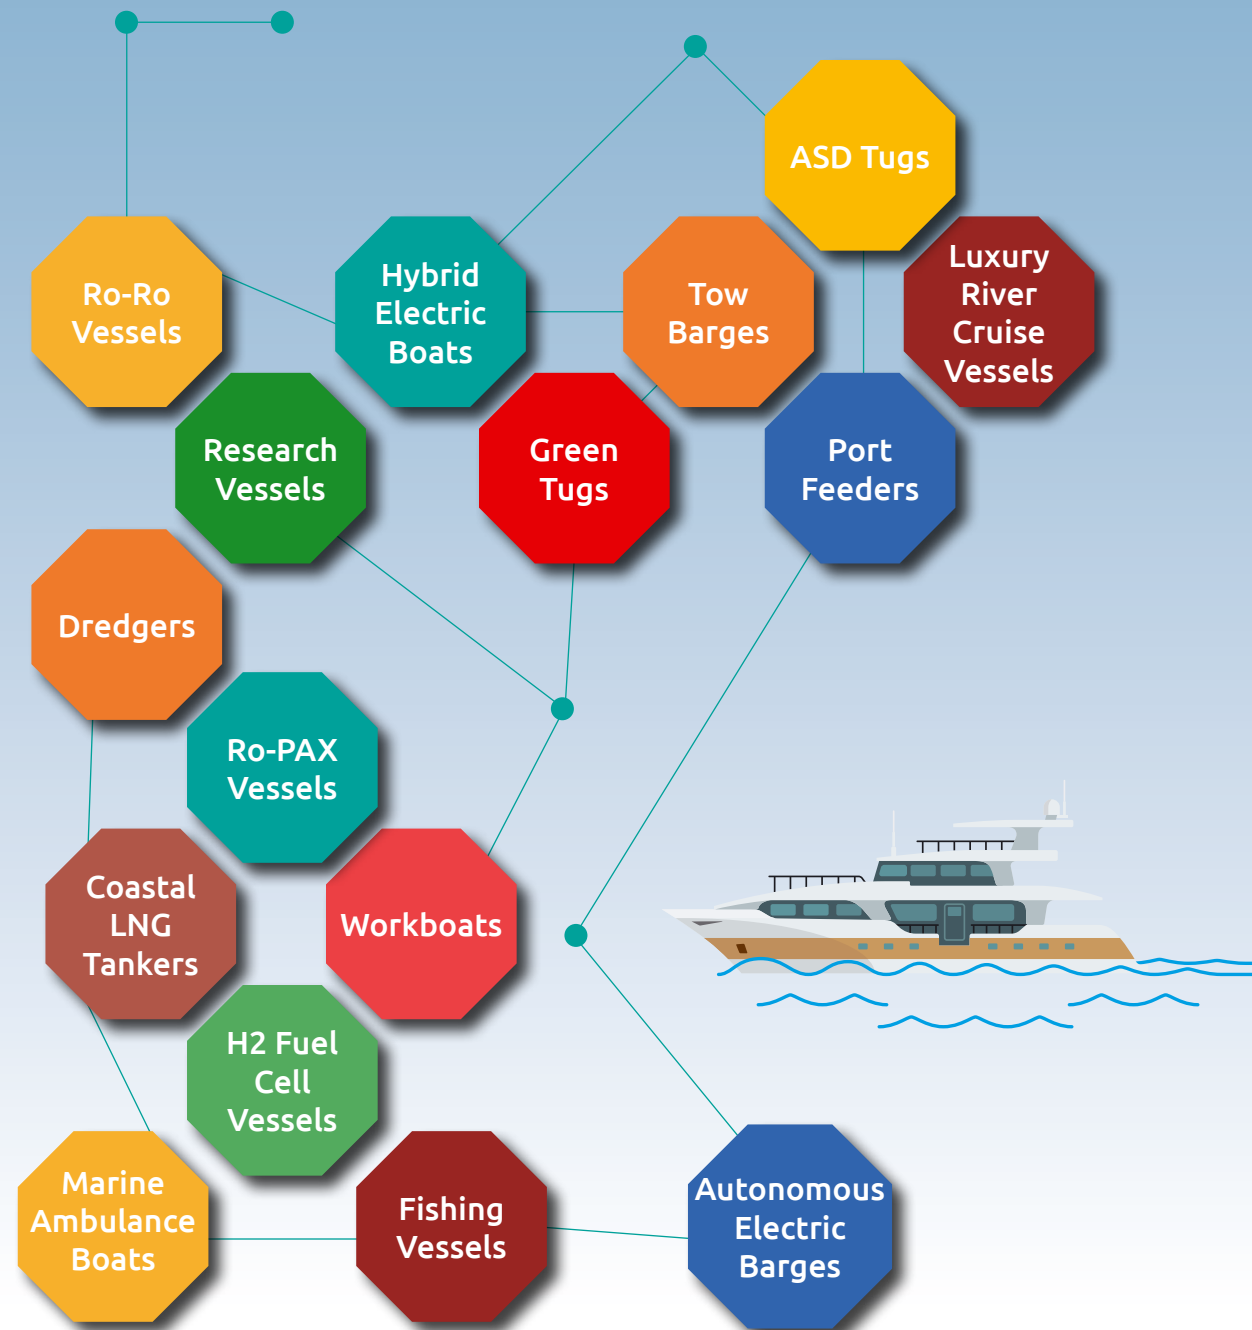 ASD Tugs
Ro-Ro
Vessels
Hybrid
Electric
Boats
Tow
Barges
Luxury
River
Cruise
Vessels
Research
Vessels
Green
Tugs
Port
Feeders
Dredgers
Ro-PAX
Vessels
Coastal
LNG
Tankers
Workboats
H2 Fuel
Cell
Vessels
Marine
Ambulance
Boats
Fishing
Vessels
Autonomous
Electric
Barges